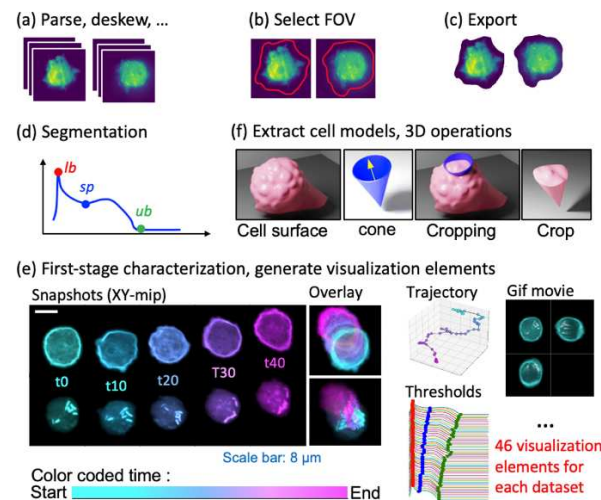 (a) Parse, deskew, ...
(b) Select FOV
(c) Export
(d) Segmentation
lb
sp
ub
(f) Extract cell models, 3D operations
Cell surface
cone
Cropping
Crop
(e) First-stage characterization, generate visualization elements
Snapshots (XY-mip)
Overlay
Trajectory
Gif movie
t0
t10
t20
T30
t40
Thresholds
...
46 visualization
elements for
each dataset
Scale bar: 8 μm
Color coded time :
Start
End